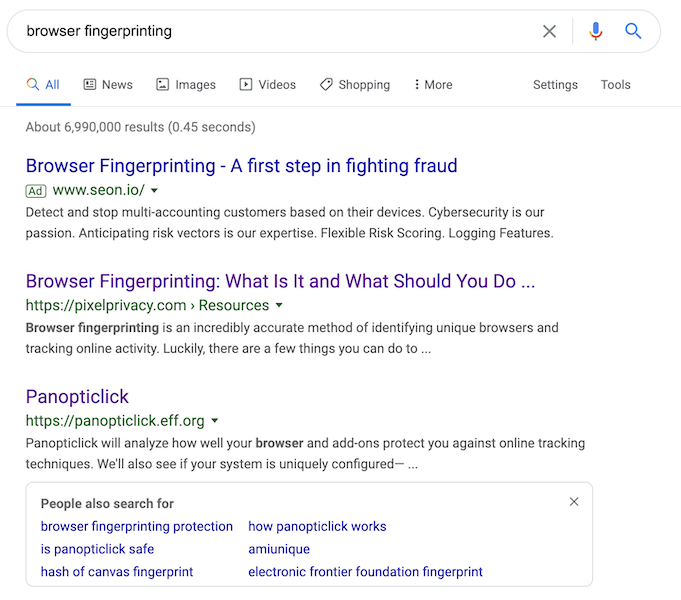 browser fingerprinting
All News Images Videos Shopping More Settings Tools
About 6,990,000 results (0.45 seconds)
Browser Fingerprinting - A first step in fighting fraud
Ad www.seon.io/
Detect and stop multi-accounting customers based on their devices. Cybersecurity is our
passion. Anticipating risk vectors is our expertise. Flexible Risk Scoring. Logging Features.
Browser Fingerprinting: What Is It and What Should You Do ...
https://pixelprivacy.com › Resources
Browser fingerprinting is an incredibly accurate method of identifying unique browsers and
tracking online activity. Luckily, there are a few things you can do to ...
Panopticlick
https://panopticlick.eff.org
Panopticlick will analyze how well your browser and add-ons protect you against online tracking
techniques. We'll also see if your system is uniquely configured— ...
People also search for
browser fingerprinting protection how panopticlick works
is panopticlick safe amiunique
hash of canvas fingerprint electronic frontier foundation fingerprint